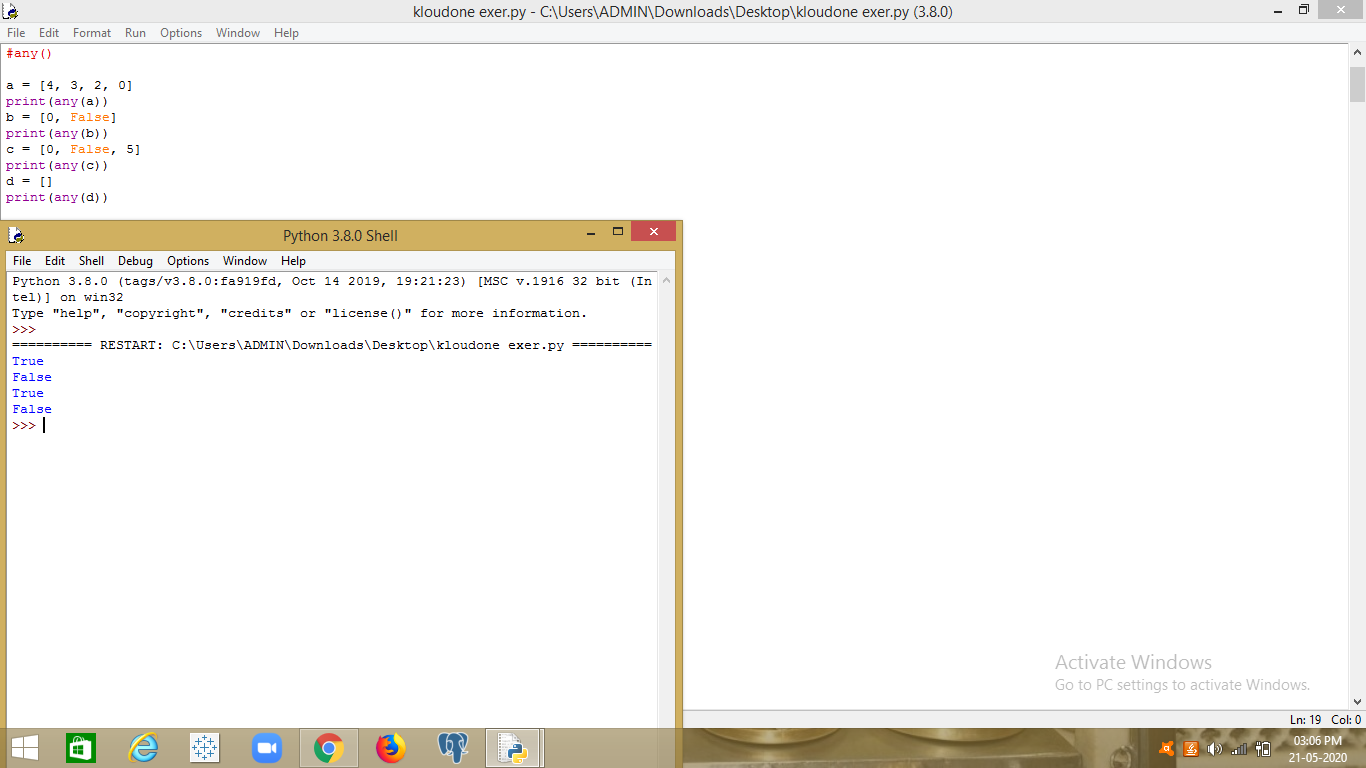 kloudone exer.py - C:\Users\ADMIN\Downloads\Desktop\kloudone exer.py (3.8.0)
File Edit Format Run Options Window Help
#any()
a = [4, 3, 2, 0]
print(any(a))
b = [0, False]
print(any(b))
c = [0, False, 5]
print(any(c))
d = []
print(any(d))
Python 3.8.0 Shell
File Edit Shell Debug Options Window Help
Python 3.8.0 (tags/v3.8.0:fa919fd, Oct 14 2019, 19:21:23) [MSC v.1916 32 bit (In
tel)] on win32
Type "help", "copyright", "credits" or "license()" for more information.
>>>
========== RESTART: C:\Users\ADMIN\Downloads\Desktop\kloudone exer.py ==========
True
False
True
False
>>>
Activate Windows
Go to PC settings to activate Windows.
Ln: 19 Col: 0
03:06 PM
21-05-2020